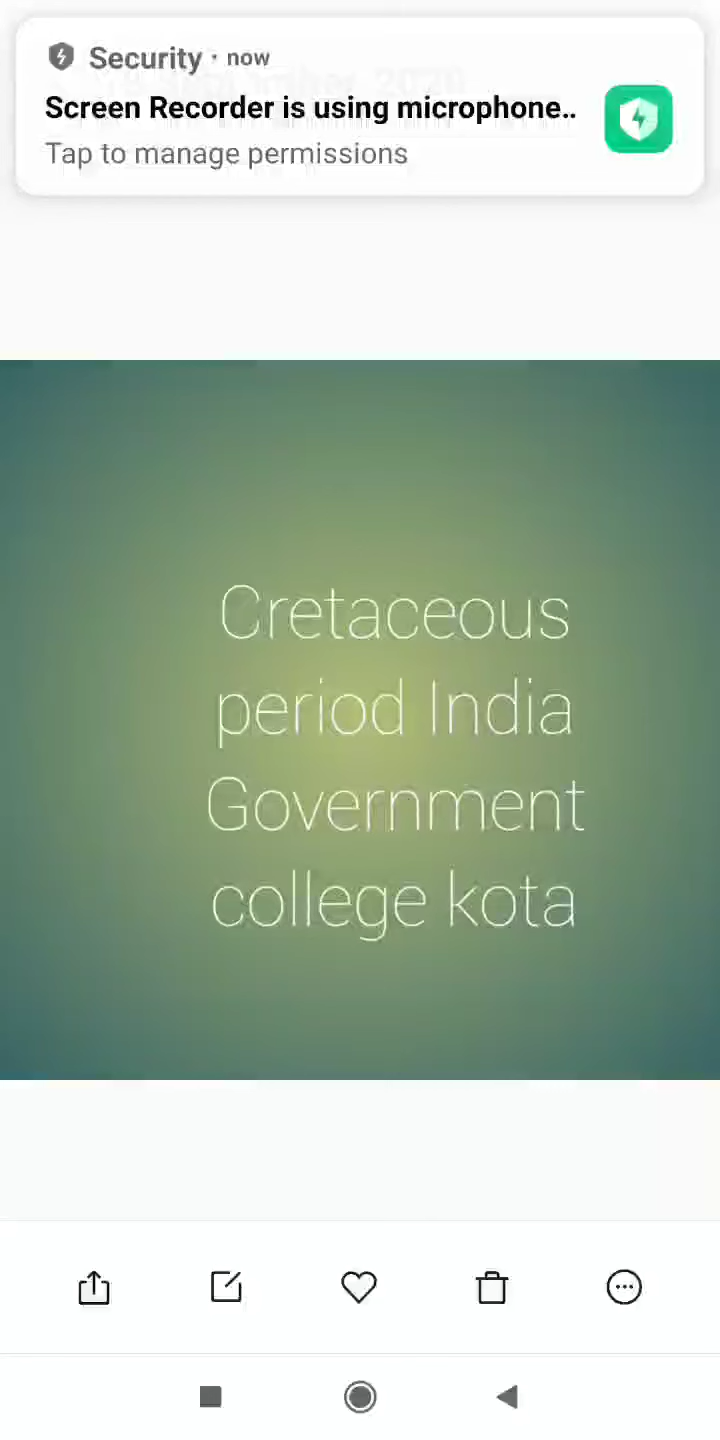 Security · now
Screen Recorder is using microphone..
Tap to manage permissions
Cretaceous
period India
Government
college kota